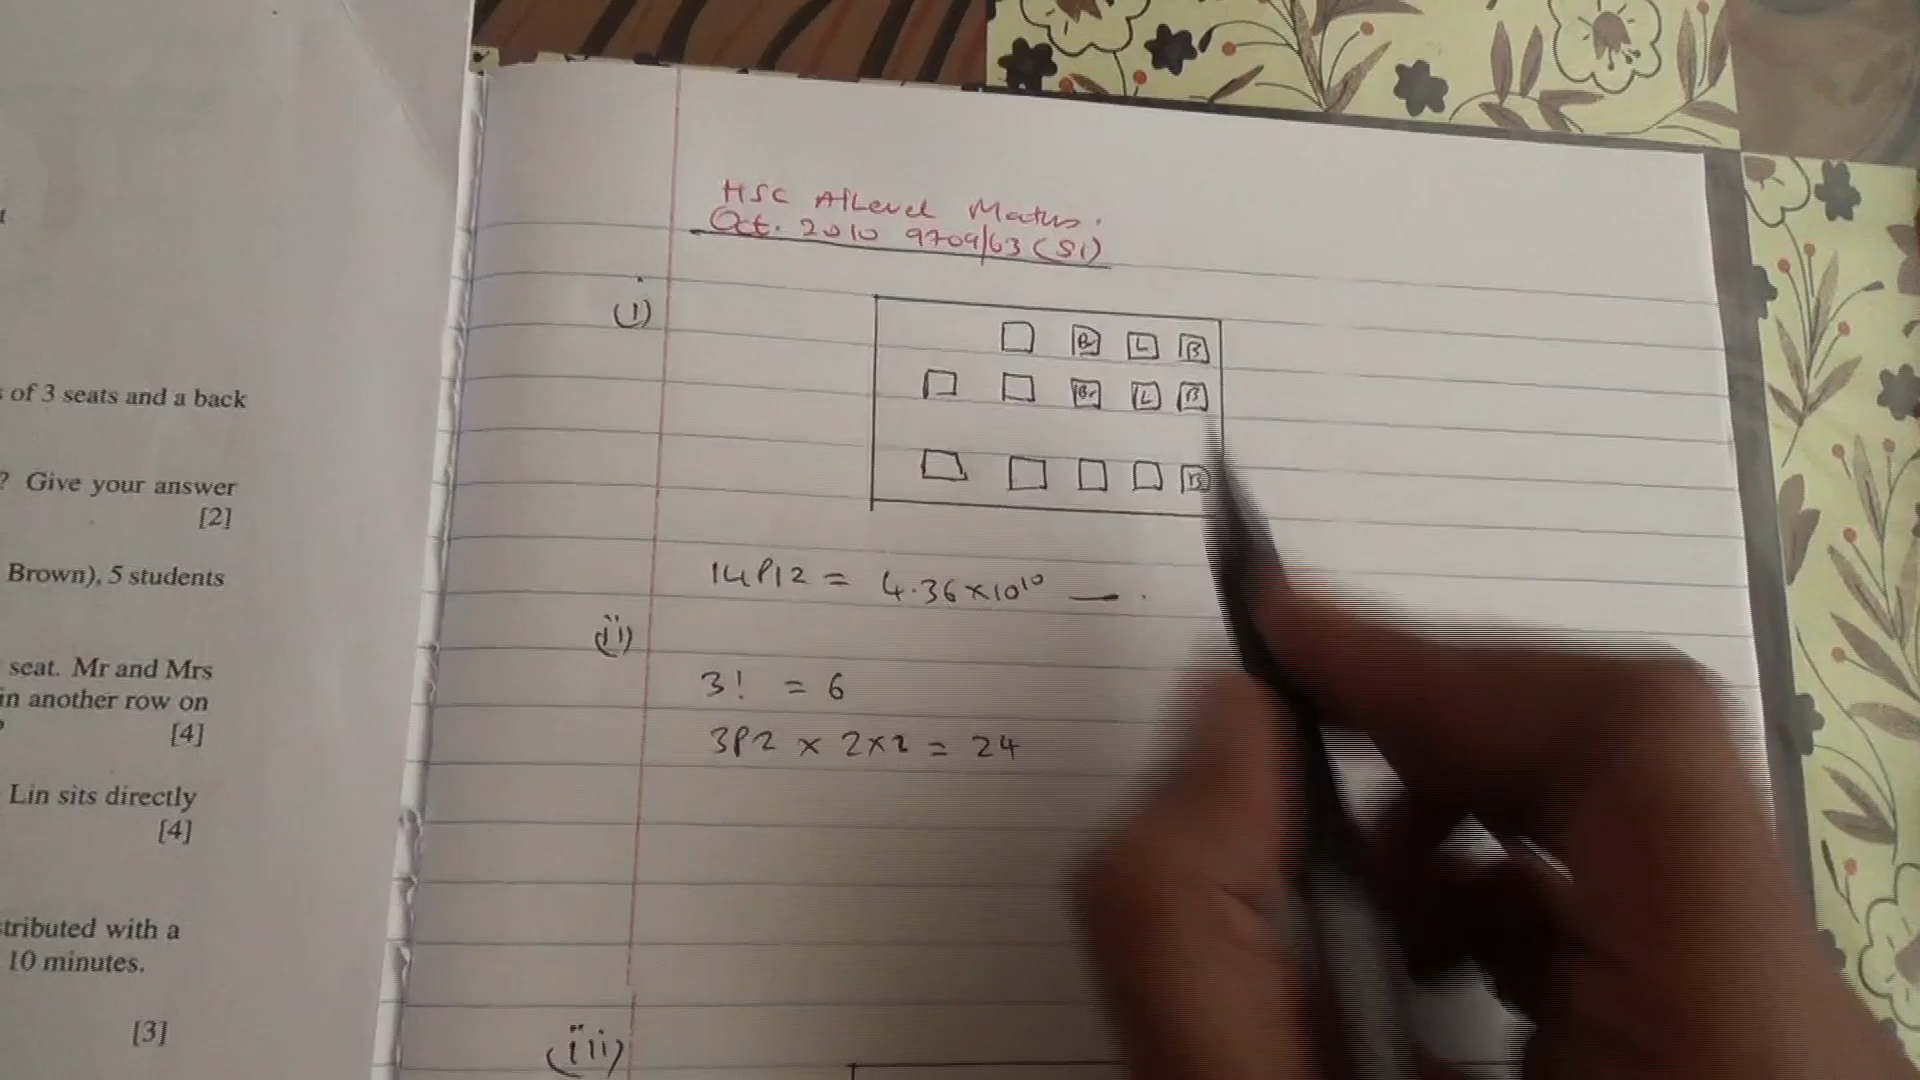 of 3 seats and a back
? Give your answer
[2]
Brown), 5 students
seat. Mr and Mrs
in another row on
[4]
Lin sits directly
[4]
tributed with a
10 minutes.
[3]
HSC A/Level Maths.
Oct. 2010 9709/63 (S1)
(i)
Br L B
Br L B
B
14P12 = 4.36×10¹⁰
(ii)
3! = 6
3P2 × 2×2 = 24
(iii)